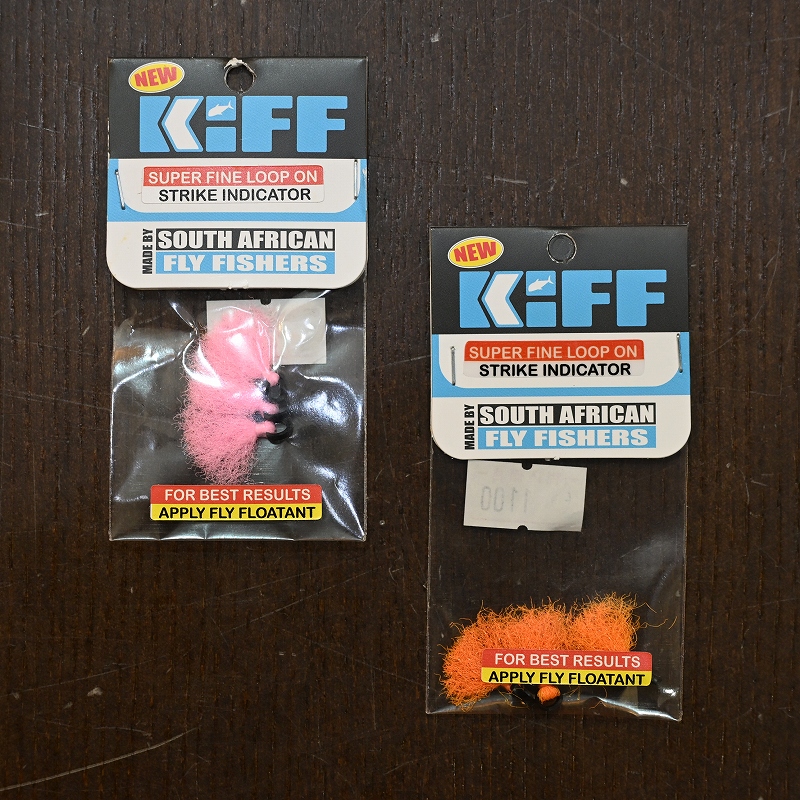 NEW
KiFF
SUPER FINE LOOP ON
STRIKE INDICATOR
MADE BY
SOUTH AFRICAN
FLY FISHERS
FOR BEST RESULTS
APPLY FLY FLOATANT
NEW
KiFF
SUPER FINE LOOP ON
STRIKE INDICATOR
MADE BY
SOUTH AFRICAN
FLY FISHERS
1100
FOR BEST RESULTS
APPLY FLY FLOATANT